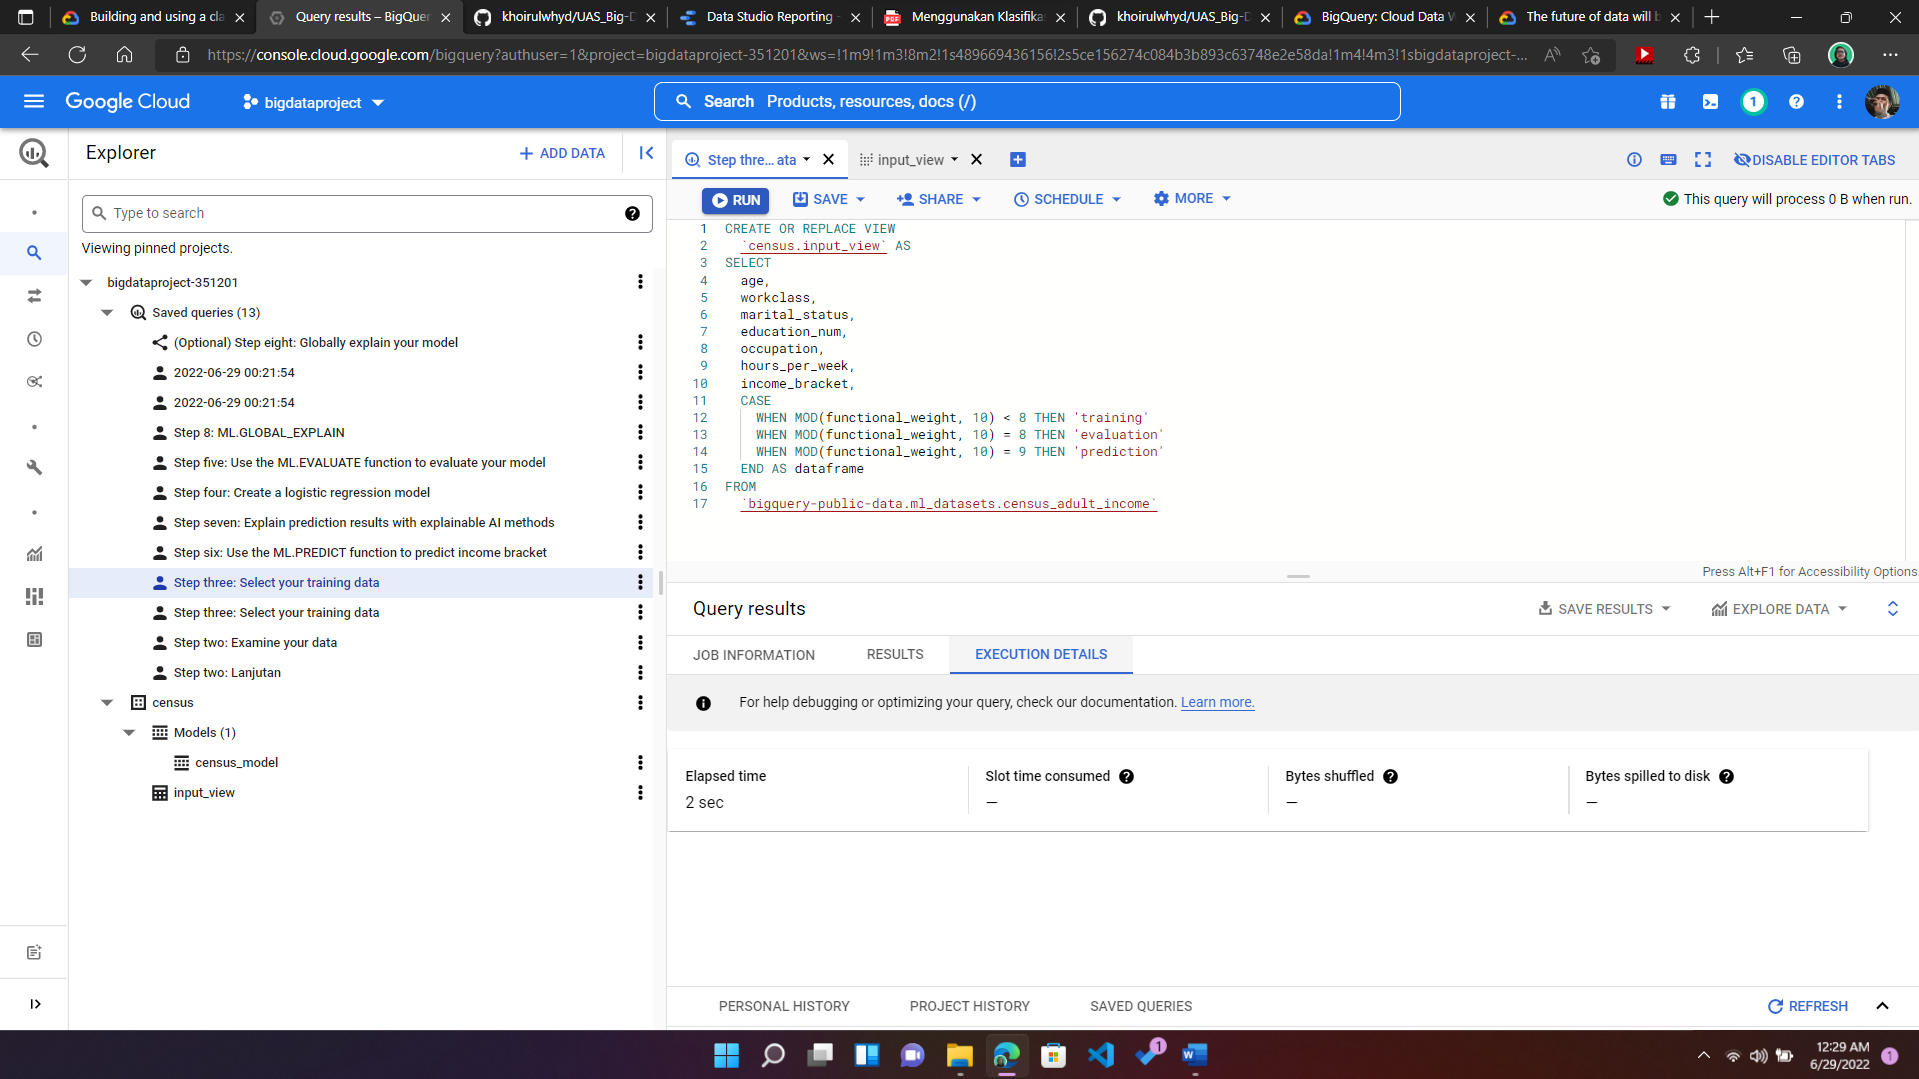 Building and using a cla
Query results – BigQuer
khoirulwhyd/UAS_Big-D
Data Studio Reporting
Menggunakan Klasifika
khoirulwhyd/UAS_Big-D
BigQuery: Cloud Data W
The future of data will b
https://console.cloud.google.com/bigquery?authuser=1&project=bigdataproject-351201&ws=!1m9!1m3!8m2!1s489669436156!2s5ce156274c084b3b893c63748e2e58da!1m4!4m3!1sbigdataproject-...
Google Cloud
bigdataproject
Search Products, resources, docs (/)
1
Explorer
+ ADD DATA
Type to search
Viewing pinned projects.
bigdataproject-351201
Saved queries (13)
(Optional) Step eight: Globally explain your model
2022-06-29 00:21:54
2022-06-29 00:21:54
Step 8: ML.GLOBAL_EXPLAIN
Step five: Use the ML.EVALUATE function to evaluate your model
Step four: Create a logistic regression model
Step seven: Explain prediction results with explainable AI methods
Step six: Use the ML.PREDICT function to predict income bracket
Step three: Select your training data
Step three: Select your training data
Step two: Examine your data
Step two: Lanjutan
census
Models (1)
census_model
input_view
Step thre... ata
input_view
DISABLE EDITOR TABS
RUN
SAVE
SHARE
SCHEDULE
MORE
This query will process 0 B when run.
1 CREATE OR REPLACE VIEW
2 `census.input_view` AS
3 SELECT
4 age,
5 workclass,
6 marital_status,
7 education_num,
8 occupation,
9 hours_per_week,
10 income_bracket,
11 CASE
12 WHEN MOD(functional_weight, 10) < 8 THEN 'training'
13 WHEN MOD(functional_weight, 10) = 8 THEN 'evaluation'
14 WHEN MOD(functional_weight, 10) = 9 THEN 'prediction'
15 END AS dataframe
16 FROM
17 `bigquery-public-data.ml_datasets.census_adult_income`
Press Alt+F1 for Accessibility Options.
Query results
SAVE RESULTS
EXPLORE DATA
JOB INFORMATION
RESULTS
EXECUTION DETAILS
For help debugging or optimizing your query, check our documentation. Learn more.
Elapsed time
2 sec
Slot time consumed
—
Bytes shuffled
—
Bytes spilled to disk
—
PERSONAL HISTORY
PROJECT HISTORY
SAVED QUERIES
REFRESH
1
12:29 AM
6/29/2022
1